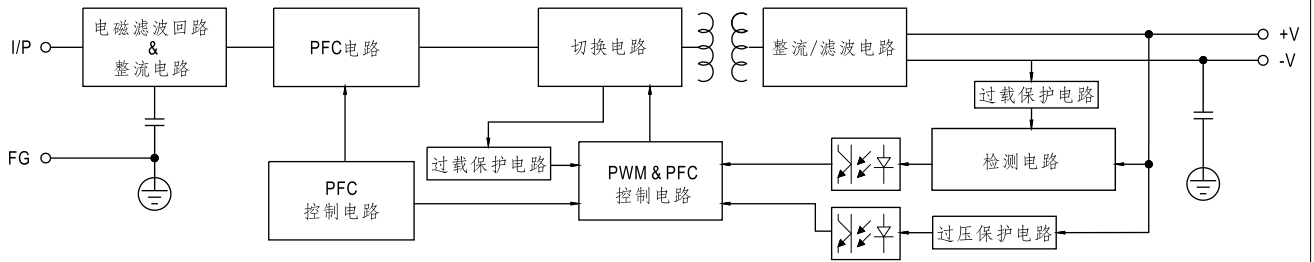 I/P
电磁滤波回路
&
整流电路
PFC电路
切换电路
整流/滤波电路
+V
-V
过载保护电路
FG
过载保护电路
PFC
控制电路
PWM & PFC
控制电路
检测电路
过压保护电路